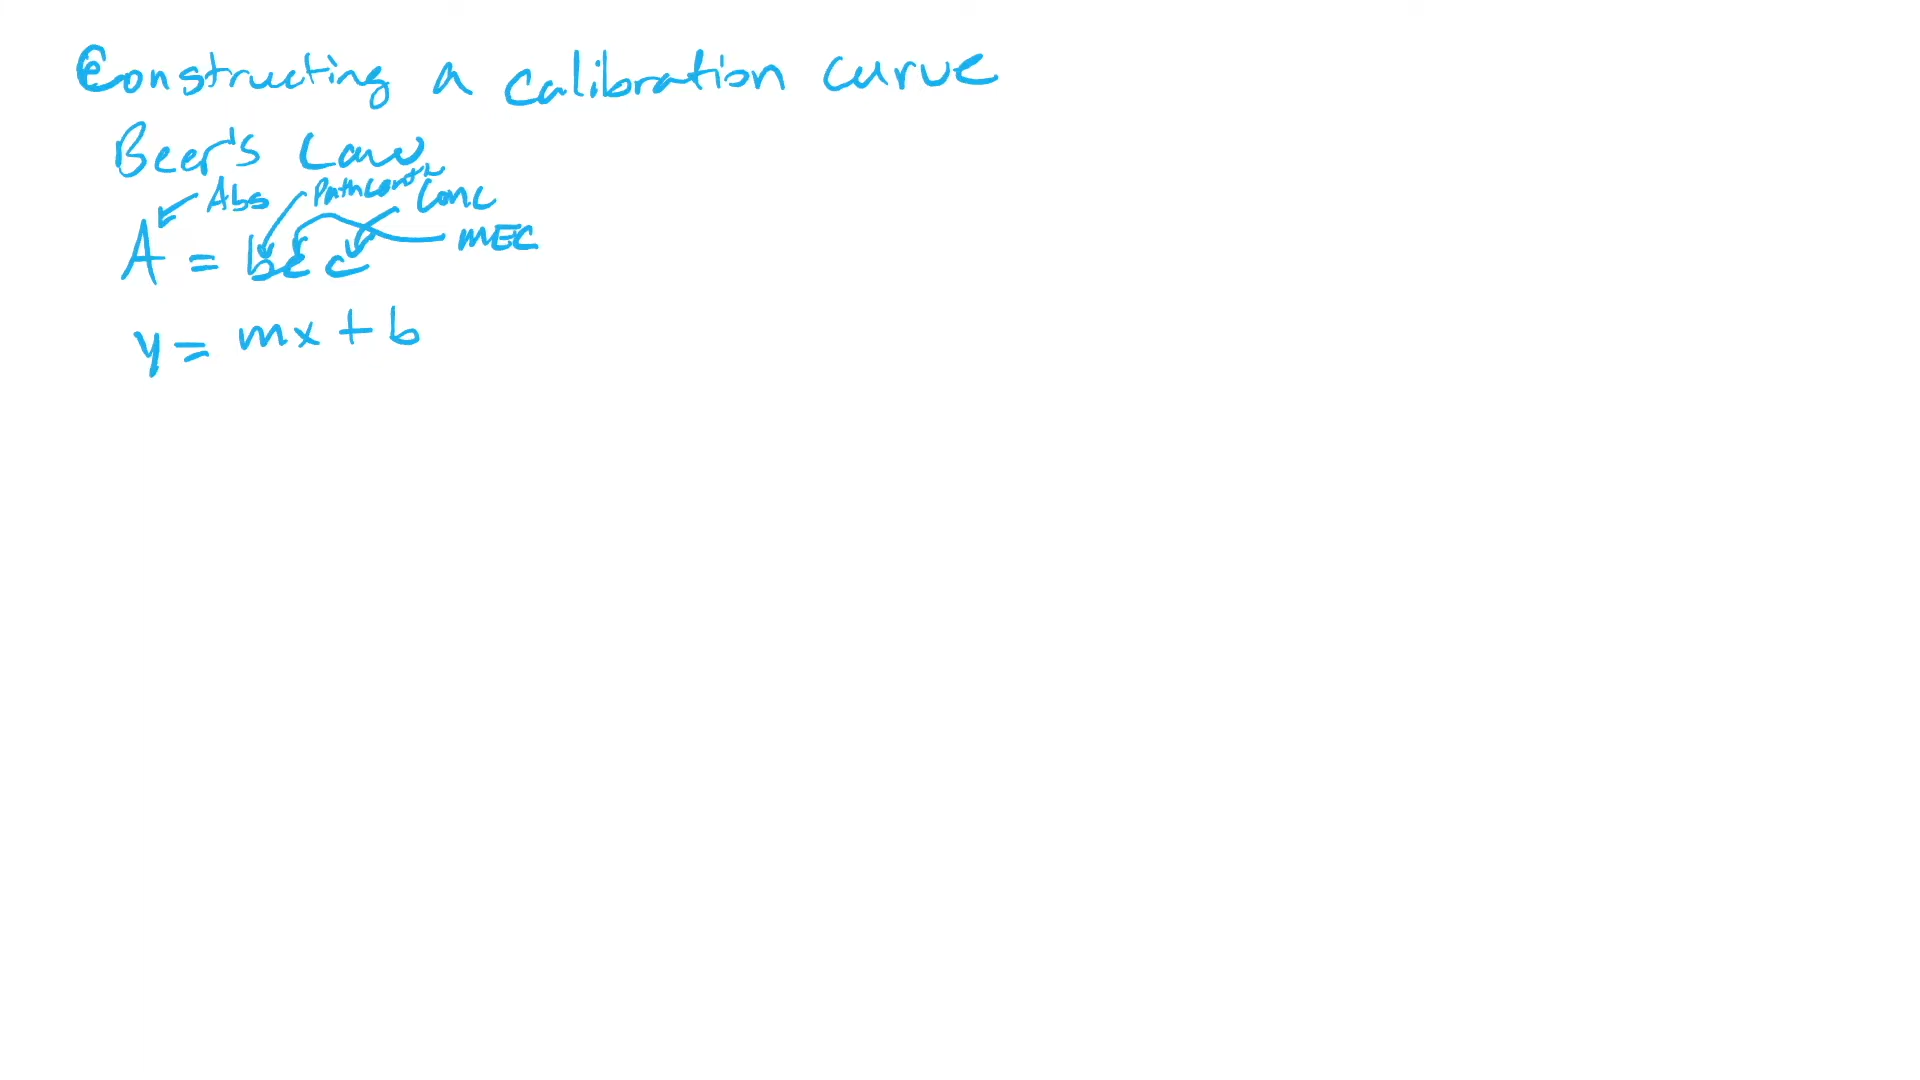 Constructing a calibration curve
Beer's Law
Abs Pathlength Conc
MEC
A = bεc
y = mx + b